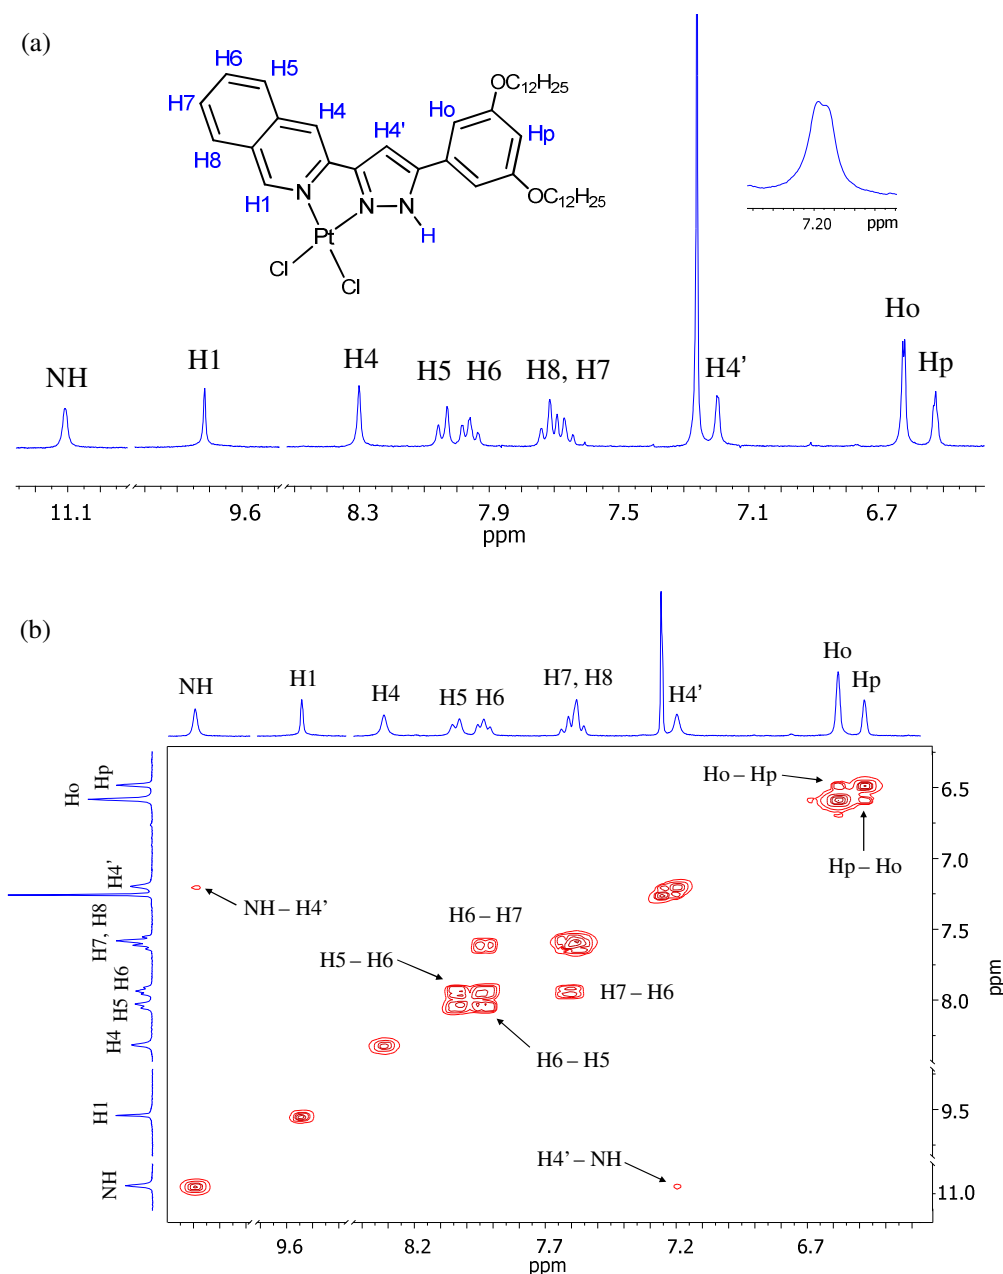 (a)
H6
H5
OC12H25
H7
H4
Ho
H4'
Hp
H8
OC12H25
H1
N
N
NH
H
Pt
Cl
Cl
7.20
ppm
NH
H1
H4
H5
H6
H8, H7
H4'
Ho
Hp
11.1
9.6
8.3
7.9
7.5
7.1
6.7
ppm
(b)
NH
H1
H4
H5
H6
H7, H8
H4'
Ho
Hp
Hp
Ho
H4'
H7, H8
H6
H5
H4
H1
NH
Ho – Hp
Hp – Ho
NH – H4'
H6 – H7
H5 – H6
H7 – H6
H6 – H5
H4' – NH
6.5
7.0
7.5
8.0
9.5
11.0
ppm
9.6
8.2
7.7
7.2
6.7
ppm